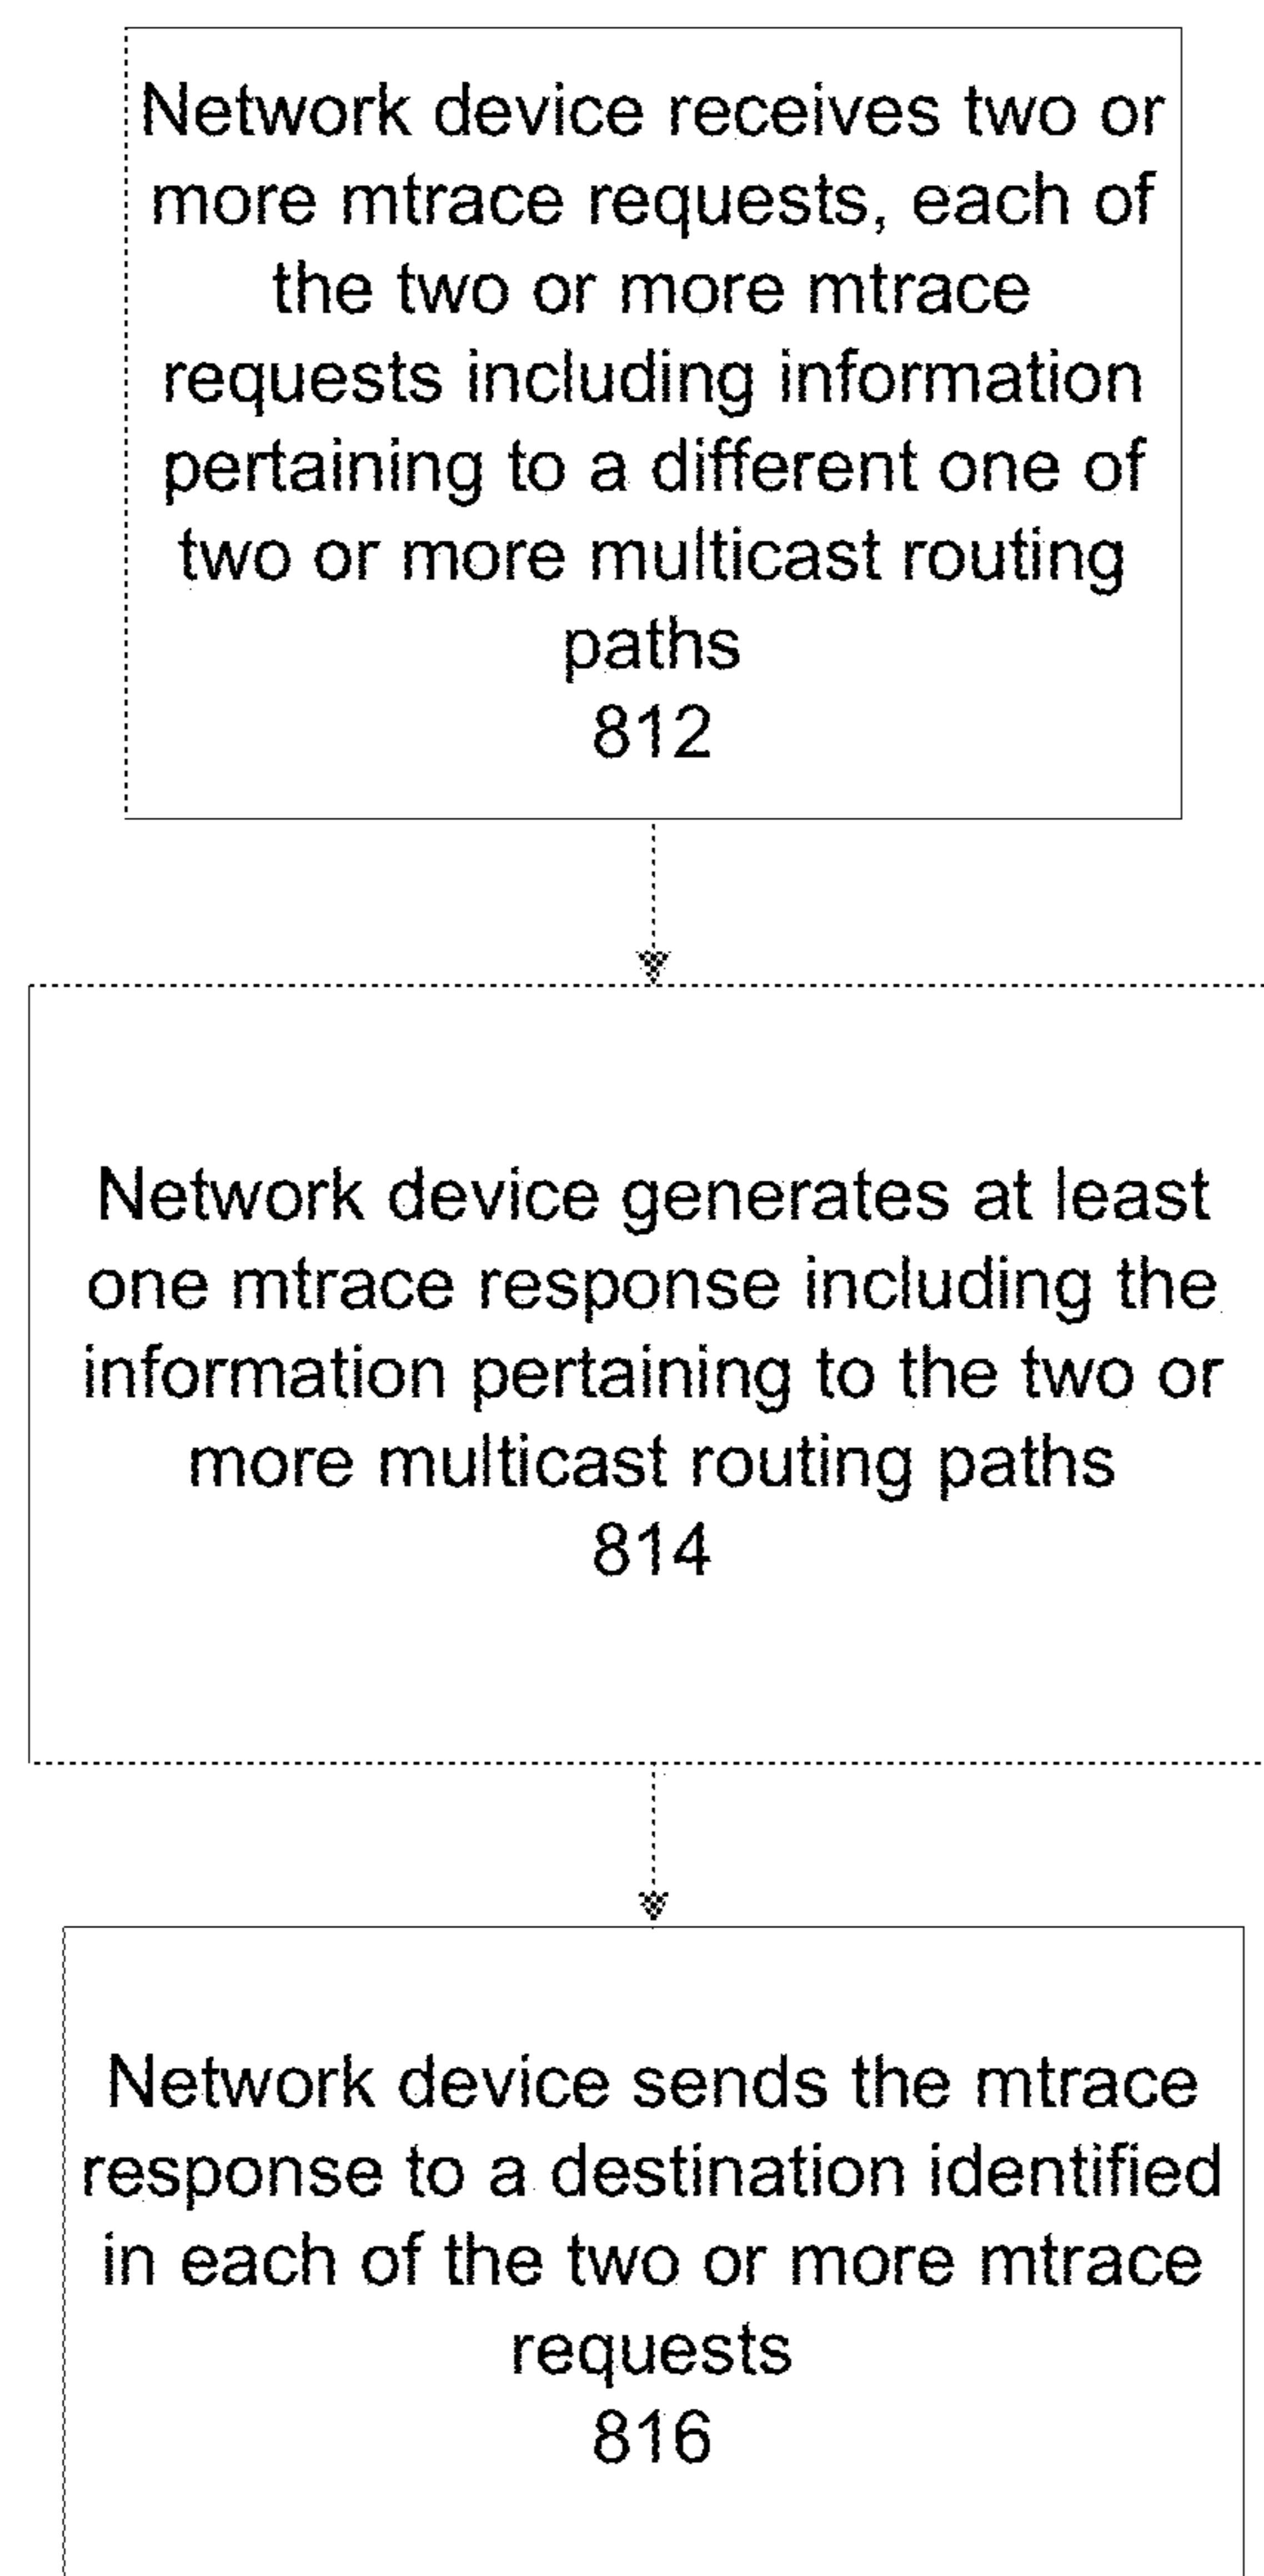 Network device receives two or
more mtrace requests, each of
the two or more mtrace
requests including information
pertaining to a different one of
two or more multicast routing
paths
812
Network device generates at least
one mtrace response including the
information pertaining to the two or
more multicast routing paths
814
Network device sends the mtrace
response to a destination identified
in each of the two or more mtrace
requests
816